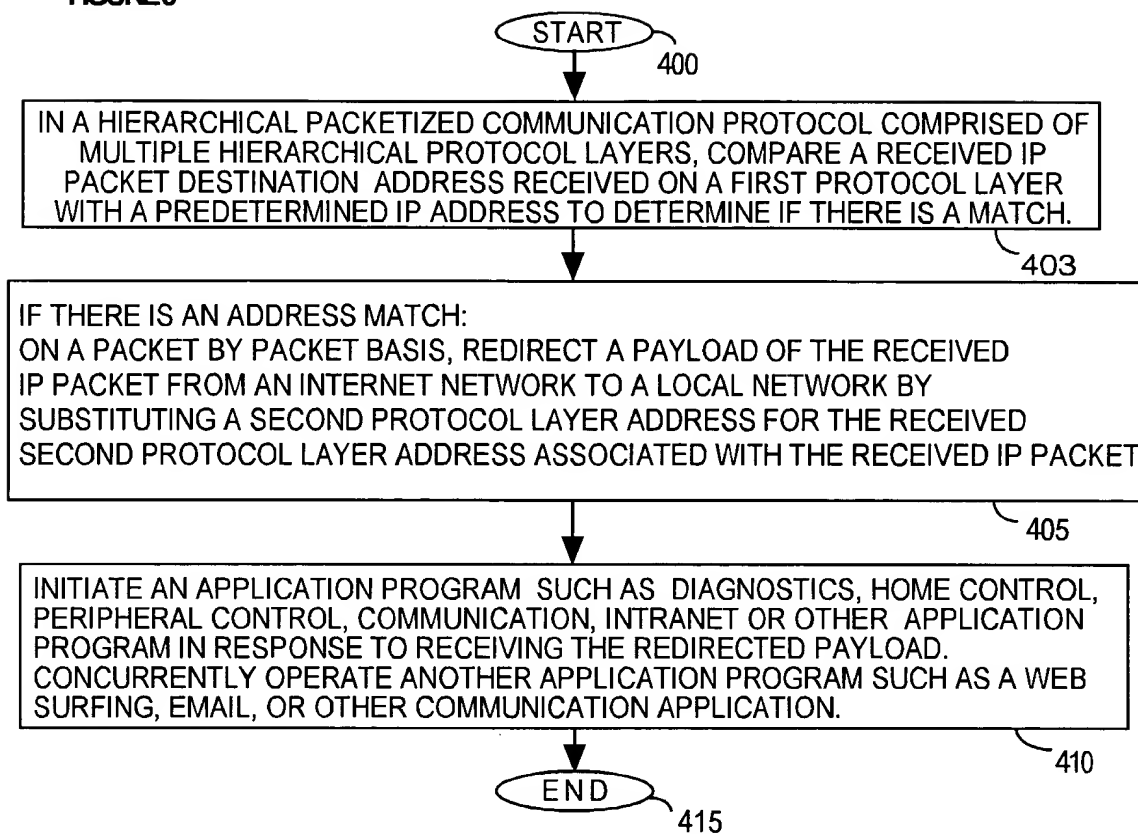 START
400
IN A HIERARCHICAL PACKETIZED COMMUNICATION PROTOCOL COMPRISED OF
MULTIPLE HIERARCHICAL PROTOCOL LAYERS, COMPARE A RECEIVED IP
PACKET DESTINATION ADDRESS RECEIVED ON A FIRST PROTOCOL LAYER
WITH A PREDETERMINED IP ADDRESS TO DETERMINE IF THERE IS A MATCH.
403
IF THERE IS AN ADDRESS MATCH:
ON A PACKET BY PACKET BASIS, REDIRECT A PAYLOAD OF THE RECEIVED
IP PACKET FROM AN INTERNET NETWORK TO A LOCAL NETWORK BY
SUBSTITUTING A SECOND PROTOCOL LAYER ADDRESS FOR THE RECEIVED
SECOND PROTOCOL LAYER ADDRESS ASSOCIATED WITH THE RECEIVED IP PACKET
405
INITIATE AN APPLICATION PROGRAM SUCH AS DIAGNOSTICS, HOME CONTROL,
PERIPHERAL CONTROL, COMMUNICATION, INTRANET OR OTHER APPLICATION
PROGRAM IN RESPONSE TO RECEIVING THE REDIRECTED PAYLOAD.
CONCURRENTLY OPERATE ANOTHER APPLICATION PROGRAM SUCH AS A WEB
SURFING, EMAIL, OR OTHER COMMUNICATION APPLICATION.
410
END
415